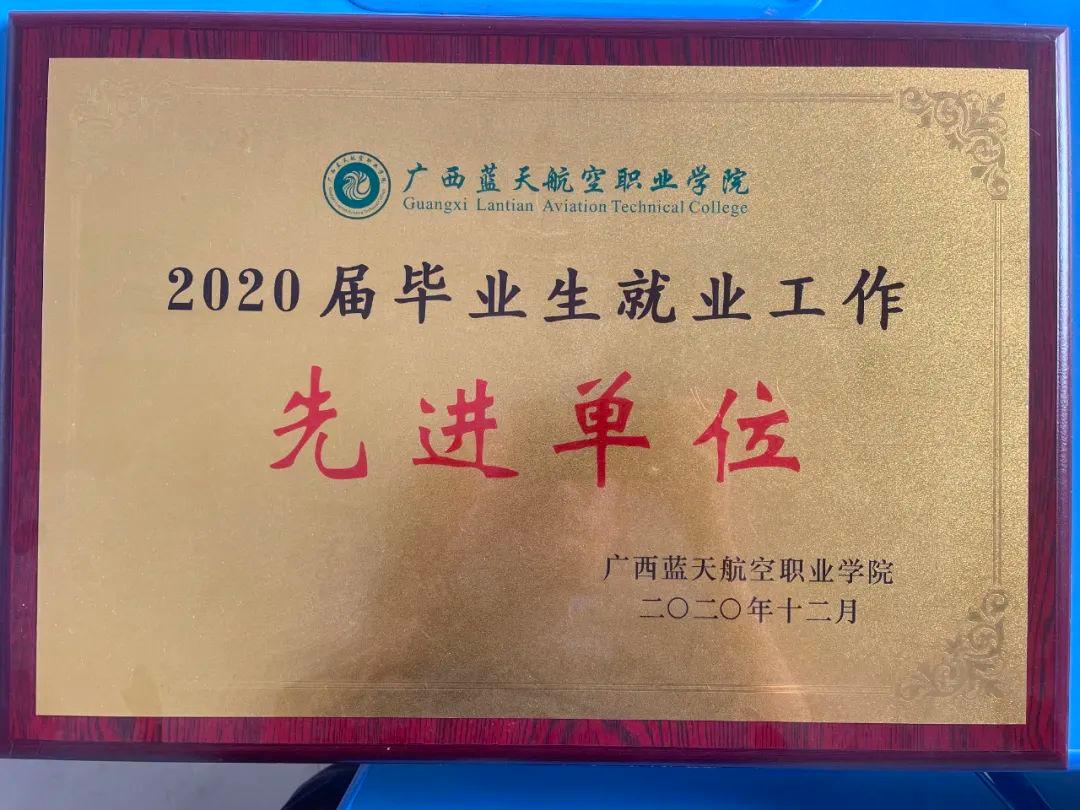 广西蓝天航空职业学院
Guangxi Lantian Aviation Technical College
2020届毕业生就业工作
先进单位
广西蓝天航空职业学院
二〇二〇年十二月